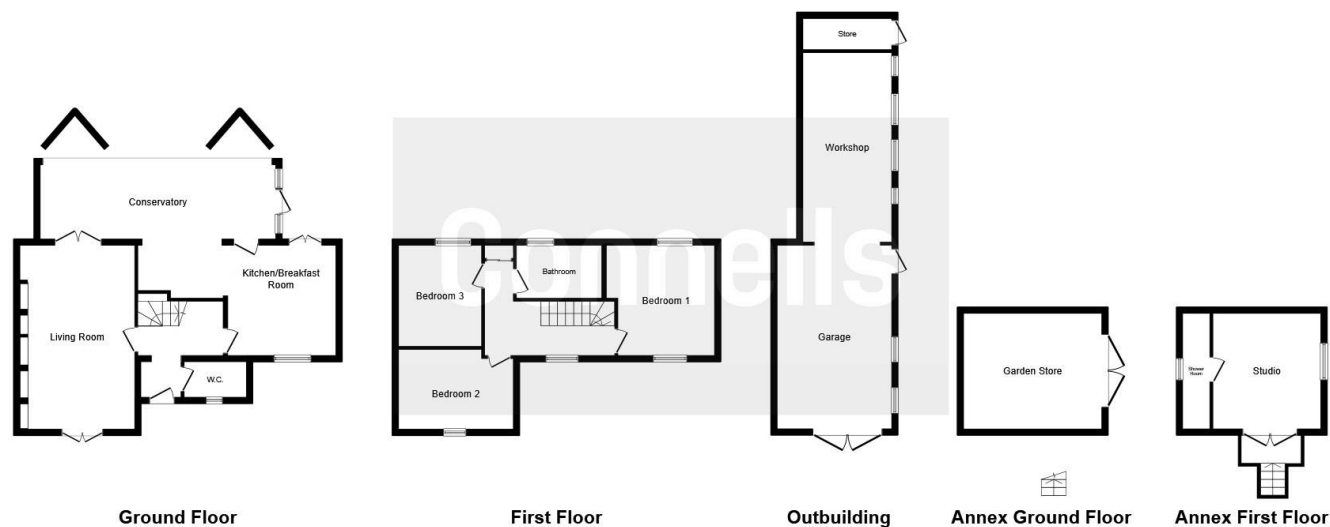 Conservatory
Kitchen/Breakfast
Room
Living Room
W.C.
Ground Floor
Connells
Bedroom 3
Bathroom
Bedroom 1
Bedroom 2
First Floor
Store
Workshop
Garage
Outbuilding
Garden Store
Annex Ground Floor
Shower
Room
Studio
Annex First Floor